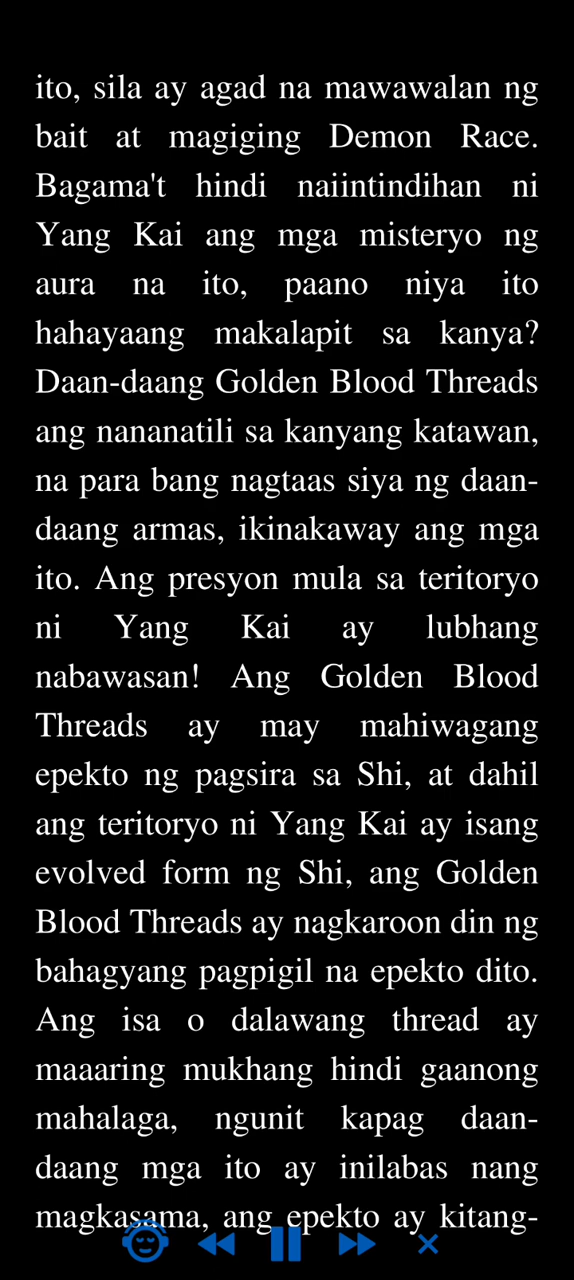 ito, sila ay agad na mawawalan ng
bait at magiging Demon Race.
Bagama't hindi naiintindihan ni
Yang Kai ang mga misteryo ng
aura na ito, paano niya ito
hahayaang makalapit sa kanya?
Daan-daang Golden Blood Threads
ang nananatili sa kanyang katawan,
na para bang nagtaas siya ng daan-
daang armas, ikinakaway ang mga
ito. Ang presyon mula sa teritoryo
ni Yang Kai ay lubhang
nabawasan! Ang Golden Blood
Threads ay may mahiwagang
epekto ng pagsira sa Shi, at dahil
ang teritoryo ni Yang Kai ay isang
evolved form ng Shi, ang Golden
Blood Threads ay nagkaroon din ng
bahagyang pagpigil na epekto dito.
Ang isa o dalawang thread ay
maaaring mukhang hindi gaanong
mahalaga, ngunit kapag daan-
daang mga ito ay inilabas nang
magkasama, ang epekto ay kitang-